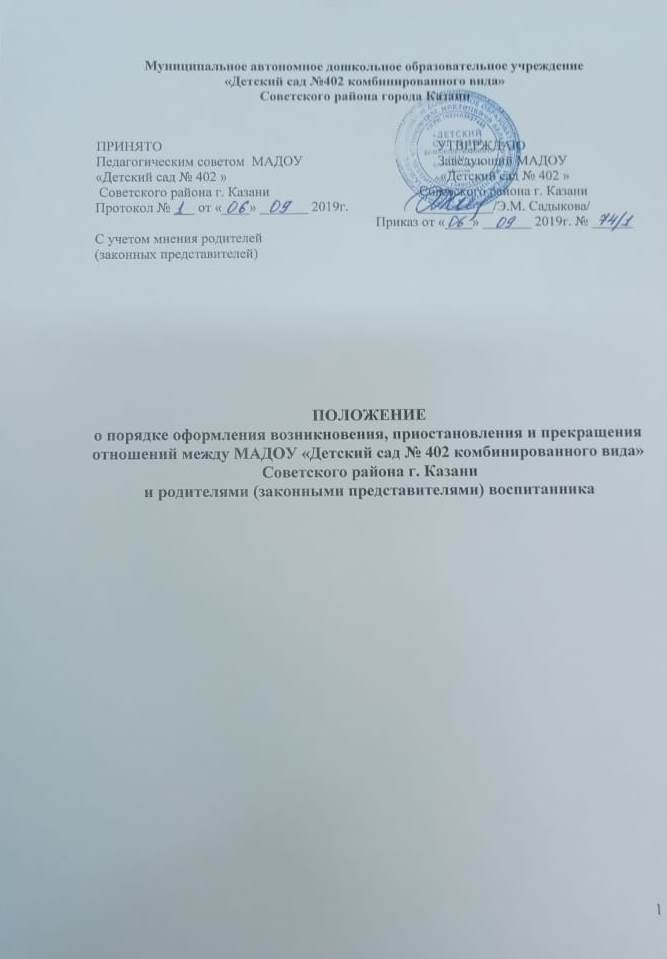 Муниципальное автономное дошкольное образовательное учреждение
«Детский сад №402 комбинированного вида»
Советского района города Казани
ПРИНЯТО
Педагогическим советом МАДОУ
«Детский сад № 402 »
Советского района г. Казани
Протокол № 1 от « 06 » 09 2019г.
С учетом мнения родителей
(законных представителей)
УТВЕРЖДАЮ
Заведующий МАДОУ
«Детский сад № 402 »
Советского района г. Казани
/Э.М. Садыкова/
Приказ от « 06 » 09 2019г. № 74/1
ПОЛОЖЕНИЕ
о порядке оформления возникновения, приостановления и прекращения
отношений между МАДОУ «Детский сад № 402 комбинированного вида»
Советского района г. Казани
и родителями (законными представителями) воспитанника
1